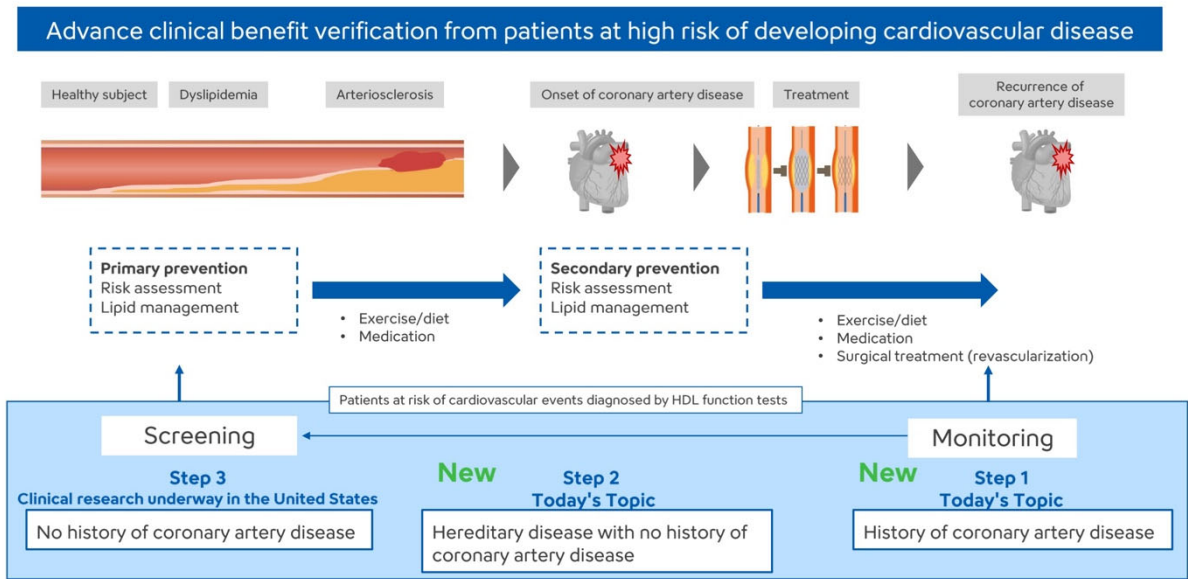 Advance clinical benefit verification from patients at high risk of developing cardiovascular disease
Healthy subject
Dyslipidemia
Arteriosclerosis
Onset of coronary artery disease
Treatment
Recurrence of
coronary artery disease
Primary prevention
Risk assessment
Lipid management
• Exercise/diet
• Medication
Secondary prevention
Risk assessment
Lipid management
• Exercise/diet
• Medication
• Surgical treatment (revascularization)
Patients at risk of cardiovascular events diagnosed by HDL function tests
Screening
Monitoring
Step 3
Clinical research underway in the United States
No history of coronary artery disease
New
Step 2
Today's Topic
Hereditary disease with no history of
coronary artery disease
New
Step 1
Today's Topic
History of coronary artery disease